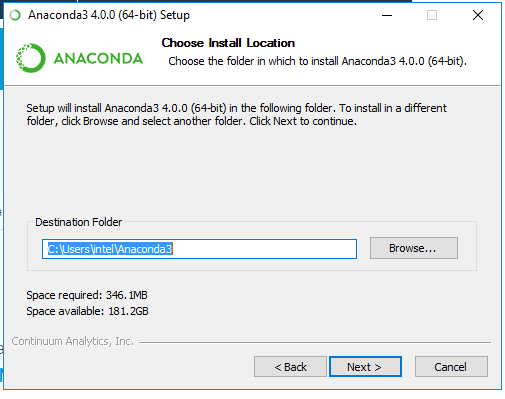 Anaconda3 4.0.0 (64-bit) Setup
ANACONDA
Choose Install Location
Choose the folder in which to install Anaconda3 4.0.0 (64-bit).
Setup will install Anaconda3 4.0.0 (64-bit) in the following folder. To install in a different
folder, click Browse and select another folder. Click Next to continue.
Destination Folder
C:\Users\intel\Anaconda3
Browse...
Space required: 346.1MB
Space available: 181.2GB
Continuum Analytics, Inc.
< Back
Next >
Cancel